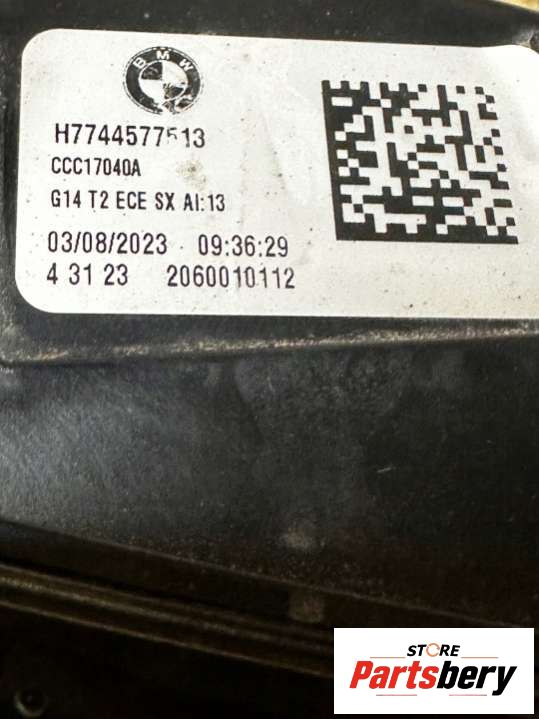 BMW
H7744577513
CCC17040A
G14 T2 ECE SX AI:13
03/08/2023 09:36:29
4 31 23 2060010112
STORE
Partsbery